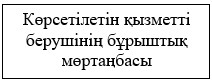 Көрсетілетін қызметті
берушінің бұрыштық
мөртаңбасы